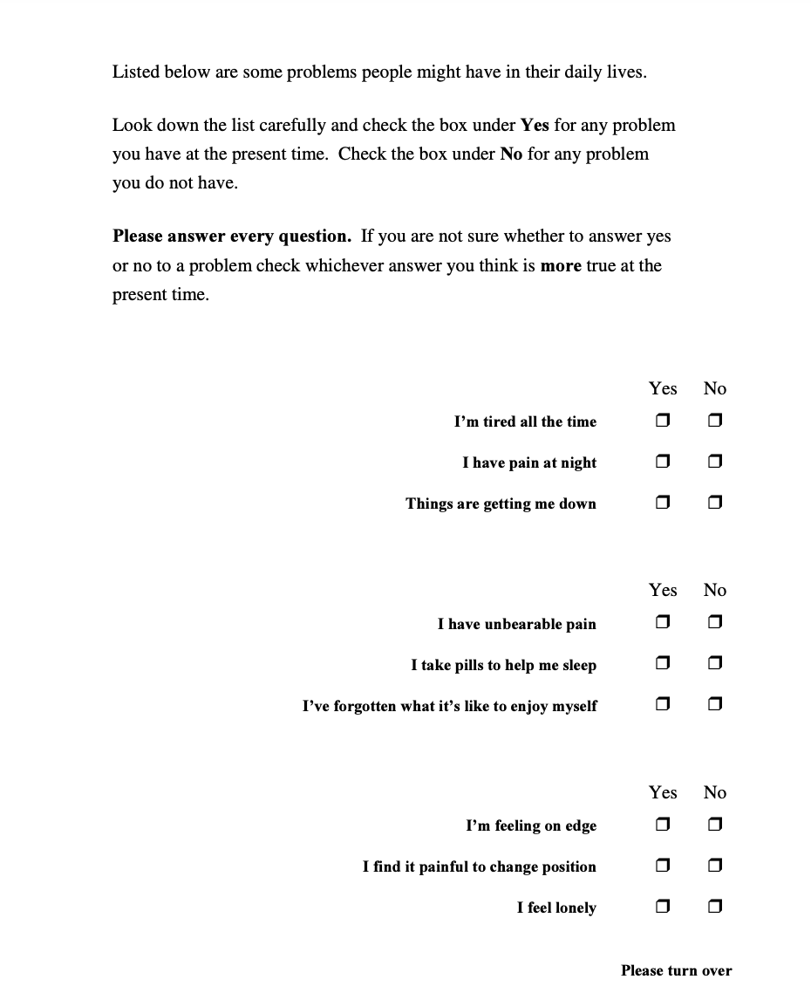 Listed below are some problems people might have in their daily lives.
Look down the list carefully and check the box under Yes for any problem
you have at the present time.  Check the box under No for any problem
you do not have.
Please answer every question.  If you are not sure whether to answer yes
or no to a problem check whichever answer you think is more true at the
present time.
Yes No
I'm tired all the time ❒ ❒
I have pain at night ❒ ❒
Things are getting me down ❒ ❒
Yes No
I have unbearable pain ❒ ❒
I take pills to help me sleep ❒ ❒
I've forgotten what it's like to enjoy myself ❒ ❒
Yes No
I'm feeling on edge ❒ ❒
I find it painful to change position ❒ ❒
I feel lonely ❒ ❒
Please turn over